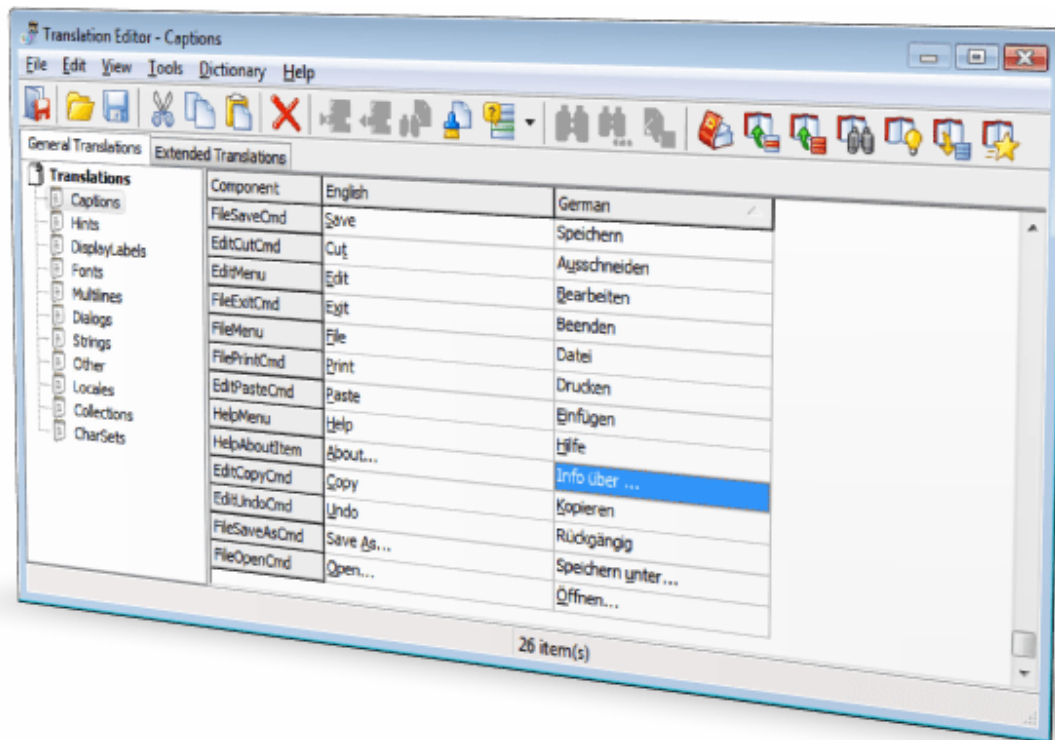 Translation Editor - Captions
File Edit View Tools Dictionary Help
General Translations Extended Translations
Translations
Captions
Hints
DisplayLabels
Fonts
Multilines
Dialogs
Strings
Other
Locales
Collections
CharSets
Component English German
FileSaveCmd Save Speichern
EditCutCmd Cut Ausschneiden
EditMenu Edit Bearbeiten
FileExitCmd Exit Beenden
FileMenu File Datei
FilePrintCmd Print Drucken
EditPasteCmd Paste Einfügen
HelpMenu Help Hilfe
HelpAboutItem About... Info über ...
EditCopyCmd Copy Kopieren
EditUndoCmd Undo Rückgängig
FileSaveAsCmd Save As... Speichern unter...
FileOpenCmd Open... Öffnen...
26 item(s)